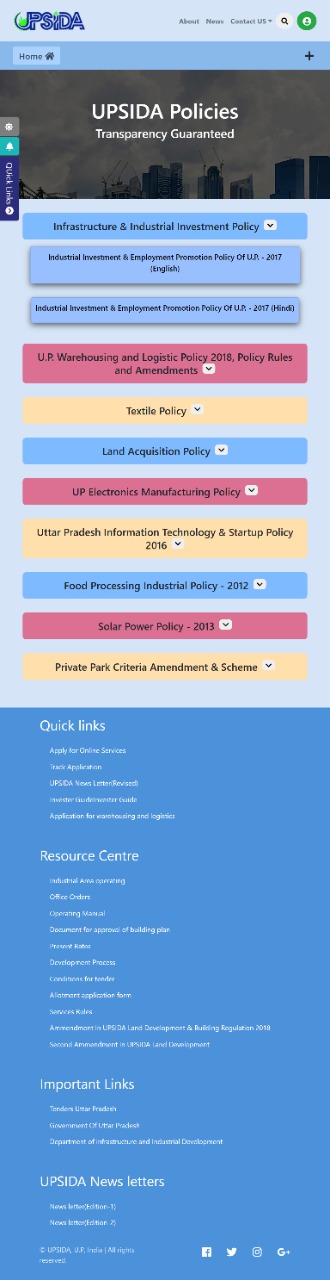 UPSIDA
About News Contact US
Home
UPSIDA Policies
Transparency Guaranteed
Quick Links
Infrastructure & Industrial Investment Policy
Industrial Investment & Employment Promotion Policy Of U.P. - 2017
(English)
Industrial Investment & Employment Promotion Policy Of U.P. - 2017 (Hindi)
U.P. Warehousing and Logistic Policy 2018, Policy Rules
and Amendments
Textile Policy
Land Acquisition Policy
UP Electronics Manufacturing Policy
Uttar Pradesh Information Technology & Startup Policy
2016
Food Processing Industrial Policy - 2012
Solar Power Policy - 2013
Private Park Criteria Amendment & Scheme
Quick links
Apply for Online Services
Track Application
UPSIDA News Letter(Revised)
Invester GuideInvester Guide
Application for warehousing and logistics
Resource Centre
Industrial Area operating
Office Orders
Operating Manual
Document for approval of building plan
Present Rates
Development Process
Conditions for tender
Allotment application form
Services Rules
Ammendment in UPSIDA Land Development & Building Regulation 2018
Second Ammendment in UPSIDA Land Development
Important Links
Tenders Uttar Pradesh
Government Of Uttar Pradesh
Department of Infrastructure and Industrial Development
UPSIDA News letters
News letter(Edition-1)
News letter(Edition-2)
© UPSIDA, U.P, India | All rights
reserved.